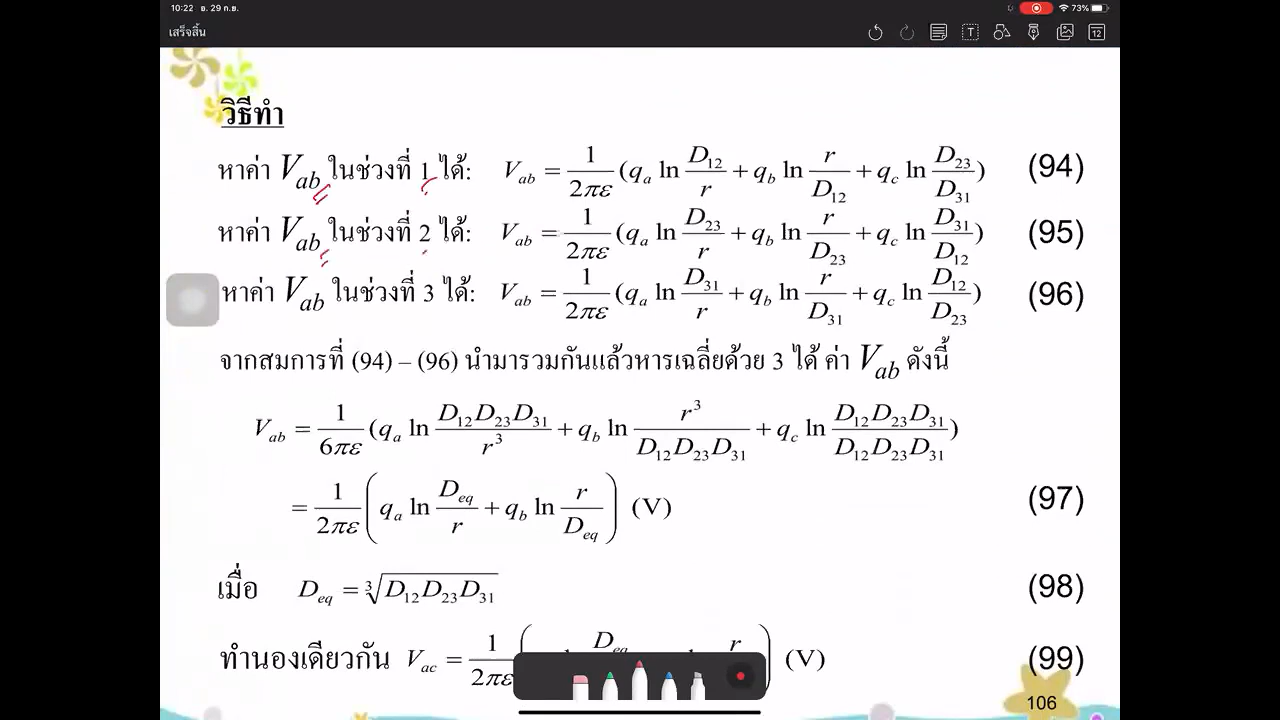 10:22 อ. 29 ก.ย. 73%
เสร็จสิ้น
วิธีทำ
หาค่า V_ab ในช่วงที่ 1 ได้: V_ab = 1/2πε (q_a ln D_12/r + q_b ln r/D_12 + q_c ln D_23/D_31) (94)
หาค่า V_ab ในช่วงที่ 2 ได้: V_ab = 1/2πε (q_a ln D_23/r + q_b ln r/D_23 + q_c ln D_31/D_12) (95)
หาค่า V_ab ในช่วงที่ 3 ได้: V_ab = 1/2πε (q_a ln D_31/r + q_b ln r/D_31 + q_c ln D_12/D_23) (96)
จากสมการที่ (94) – (96) นำมารวมกันแล้วหารเฉลี่ยด้วย 3 ได้ ค่า V_ab ดังนี้
V_ab = 1/6πε (q_a ln D_12D_23D_31/r³ + q_b ln r³/D_12D_23D_31 + q_c ln D_12D_23D_31/D_12D_23D_31)
= 1/2πε (q_a ln D_eq/r + q_b ln r/D_eq) (V) (97)
เมื่อ D_eq = ³√D_12D_23D_31 (98)
ทำนองเดียวกัน V_ac = 1/2πε ( D_eq r ) (V) (99)
106